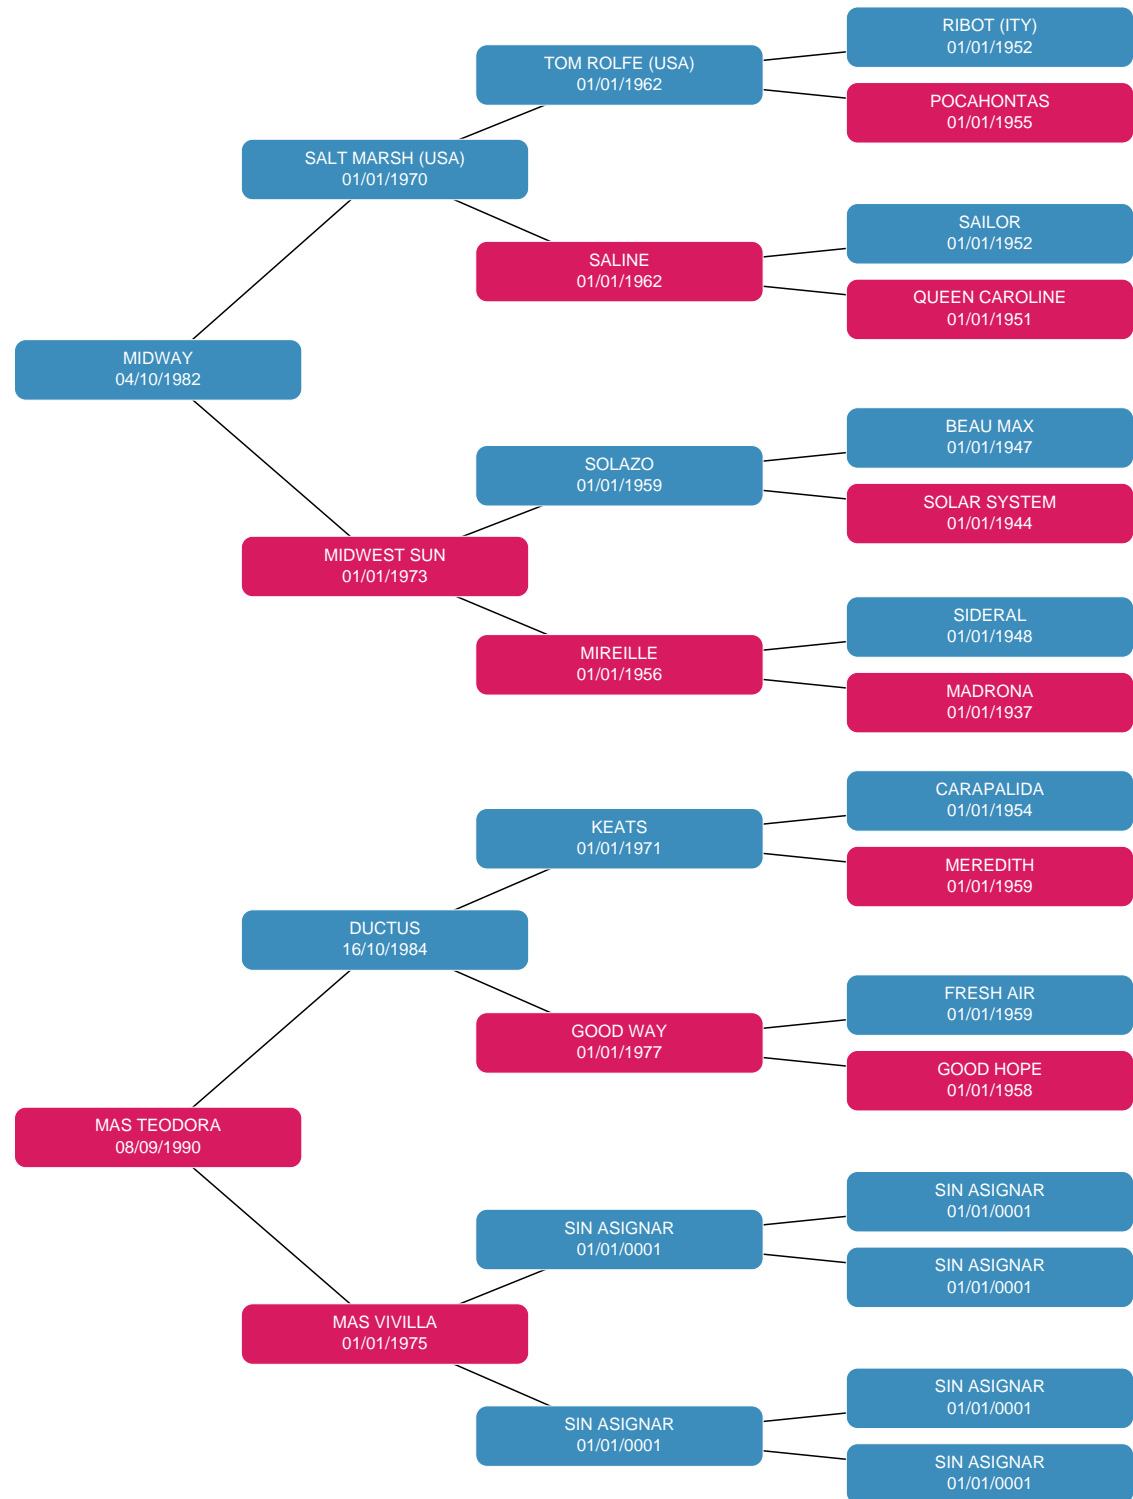 RIBOT (ITY)
01/01/1952
TOM ROLFE (USA)
01/01/1962
POCAHONTAS
01/01/1955
SALT MARSH (USA)
01/01/1970
SAILOR
01/01/1952
SALINE
01/01/1962
QUEEN CAROLINE
01/01/1951
MIDWAY
04/10/1982
BEAU MAX
01/01/1947
SOLAZO
01/01/1959
SOLAR SYSTEM
01/01/1944
MIDWEST SUN
01/01/1973
SIDERAL
01/01/1948
MIREILLE
01/01/1956
MADRONA
01/01/1937
CARAPALIDA
01/01/1954
KEATS
01/01/1971
MEREDITH
01/01/1959
DUCTUS
16/10/1984
FRESH AIR
01/01/1959
GOOD WAY
01/01/1977
GOOD HOPE
01/01/1958
MAS TEODORA
08/09/1990
SIN ASIGNAR
01/01/0001
SIN ASIGNAR
01/01/0001
SIN ASIGNAR
01/01/0001
MAS VIVILLA
01/01/1975
SIN ASIGNAR
01/01/0001
SIN ASIGNAR
01/01/0001
SIN ASIGNAR
01/01/0001